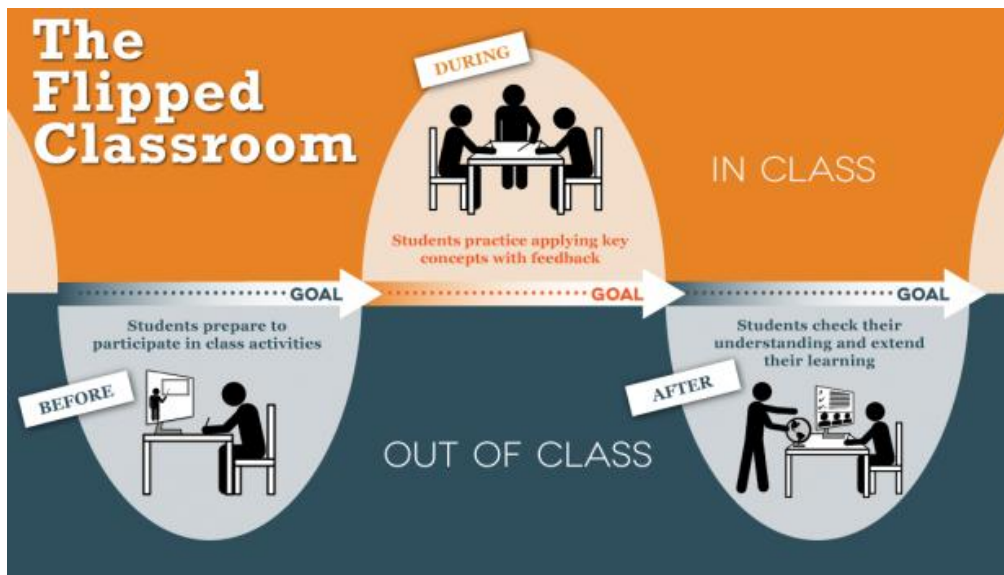 The
Flipped
Classroom
DURING
IN CLASS
Students practice applying key
concepts with feedback
GOAL
GOAL
GOAL
Students prepare to
participate in class activities
BEFORE
Students check their
understanding and extend
their learning
AFTER
OUT OF CLASS